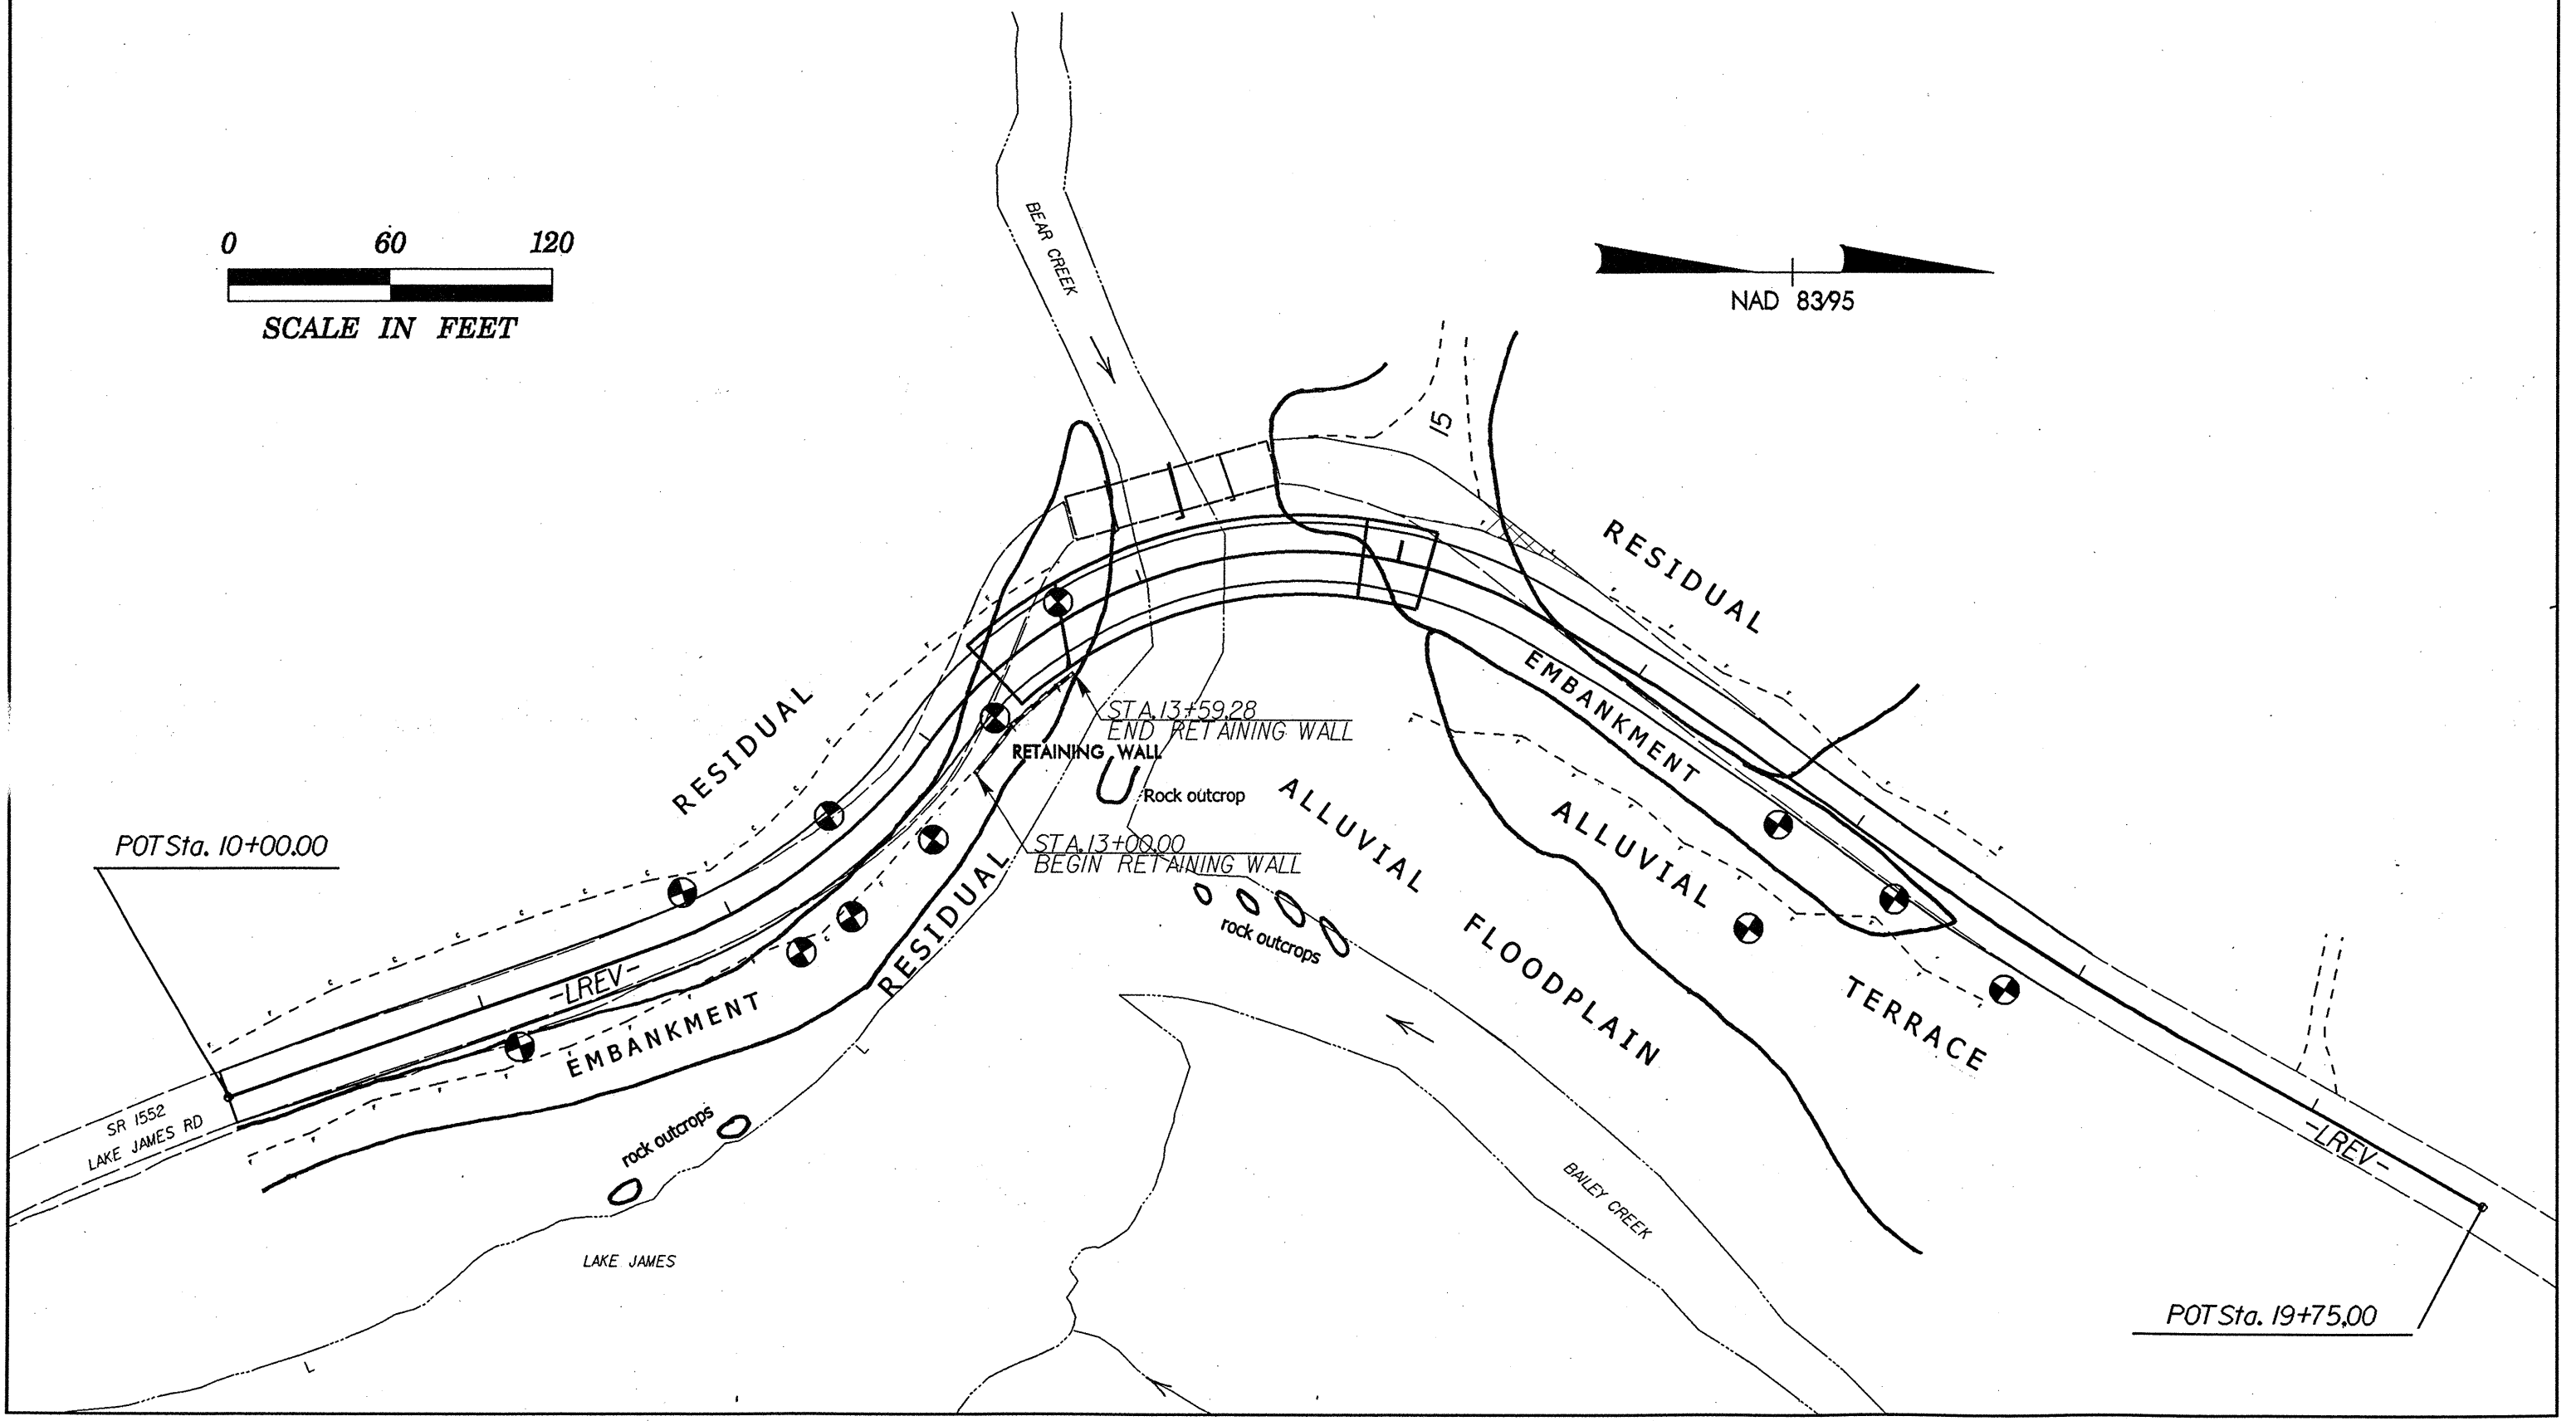 BEAR CREEK
0 60 120
SCALE IN FEET
NAD 83/95
15
RESIDUAL
RESIDUAL
EMBANKMENT
STA.13+59.28
END RETAINING WALL
RETAINING WALL
Rock outcrop
STA.13+00.00
BEGIN RETAINING WALL
ALLUVIAL FLOODPLAIN
ALLUVIAL TERRACE
POT Sta. 10+00.00
RESIDUAL
rock outcrops
-LREV-
EMBANKMENT
SR 1552
LAKE JAMES RD
rock outcrops
LAKE JAMES
BAILEY CREEK
-LREV-
POT Sta. 19+75.00